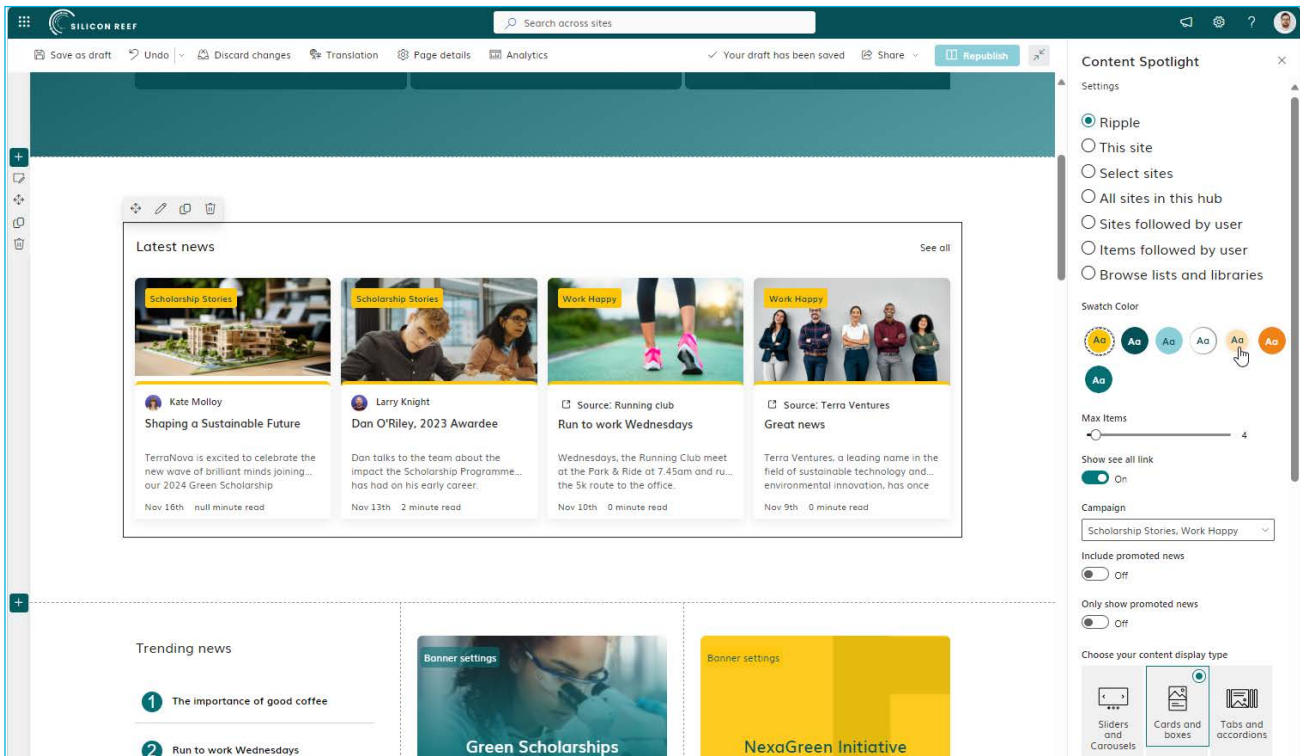 SILICON REEF
Search across sites
?
Save as draft
Undo
Discard changes
Translation
Page details
Analytics
Your draft has been saved
Share
Republish
Latest news
See all
Scholarship Stories
Scholarship Stories
Work Happy
Work Happy
Kate Molloy
Shaping a Sustainable Future
TerraNova is excited to celebrate the
new wave of brilliant minds joining...
our 2024 Green Scholarship
Nov 16th null minute read
Larry Knight
Dan O'Riley, 2023 Awardee
Dan talks to the team about the
impact the Scholarship Programme...
has had on his early career.
Nov 13th 2 minute read
Source: Running club
Run to work Wednesdays
Wednesdays, the Running Club meet
at the Park & Ride at 7.45am and ru...
the 5k route to the office.
Nov 10th 0 minute read
Source: Terra Ventures
Great news
Terra Ventures, a leading name in the
field of sustainable technology and...
environmental innovation, has once
Nov 9th 0 minute read
Trending news
1 The importance of good coffee
2 Run to work Wednesdays
Banner settings
Green Scholarships
Banner settings
NexaGreen Initiative
Content Spotlight
Settings
Ripple
This site
Select sites
All sites in this hub
Sites followed by user
Items followed by user
Browse lists and libraries
Swatch Color
Aa Aa Aa Aa Aa Aa
Aa
Max Items
4
Show see all link
On
Campaign
Scholarship Stories, Work Happy
Include promoted news
Off
Only show promoted news
Off
Choose your content display type
Sliders
and
Carousels
Cards and
boxes
Tabs and
accordions